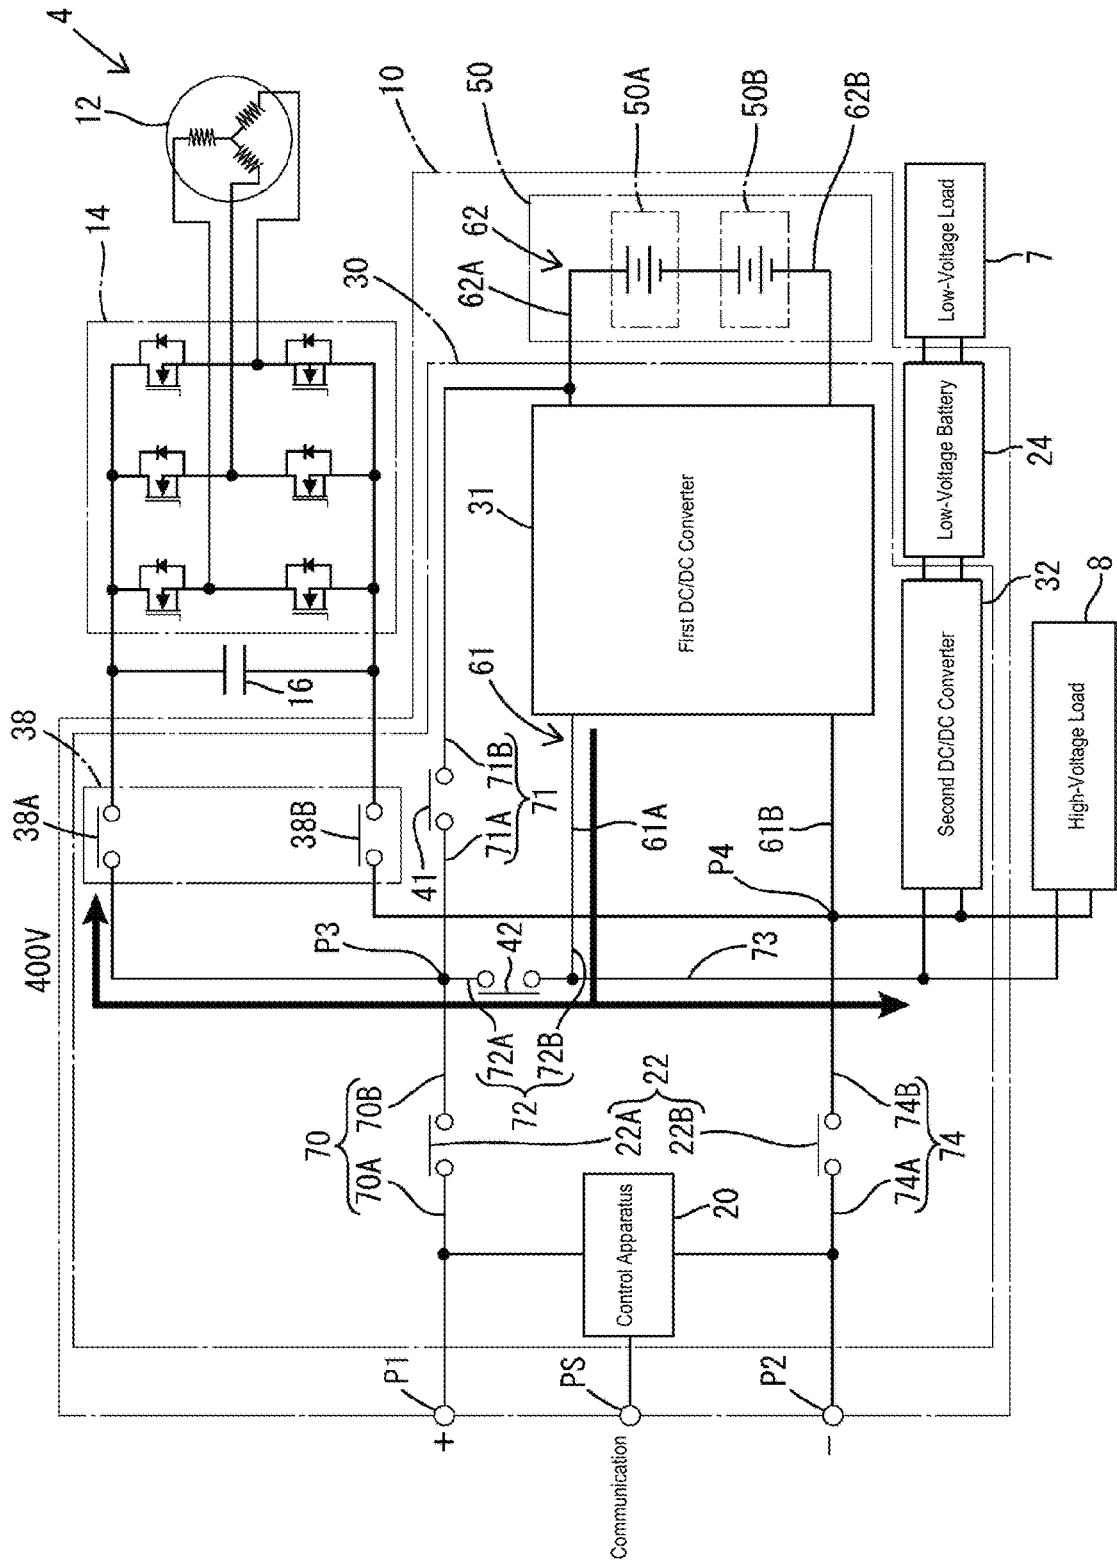 4
12
14
10
50
50A
50B
62B
62
62A
30
Low-Voltage Load
7
Low-Voltage Battery
24
31
First DC/DC Converter
32
Second DC/DC Converter
8
High-Voltage Load
16
61
38
38A
38B
71B
71A
71
41
61A
61B
P4
400V
P3
42
73
72A
72B
72
70B
70A
70
22
22A
22B
74B
74A
74
Control Apparatus
20
P1
PS
P2
+
−
Communication